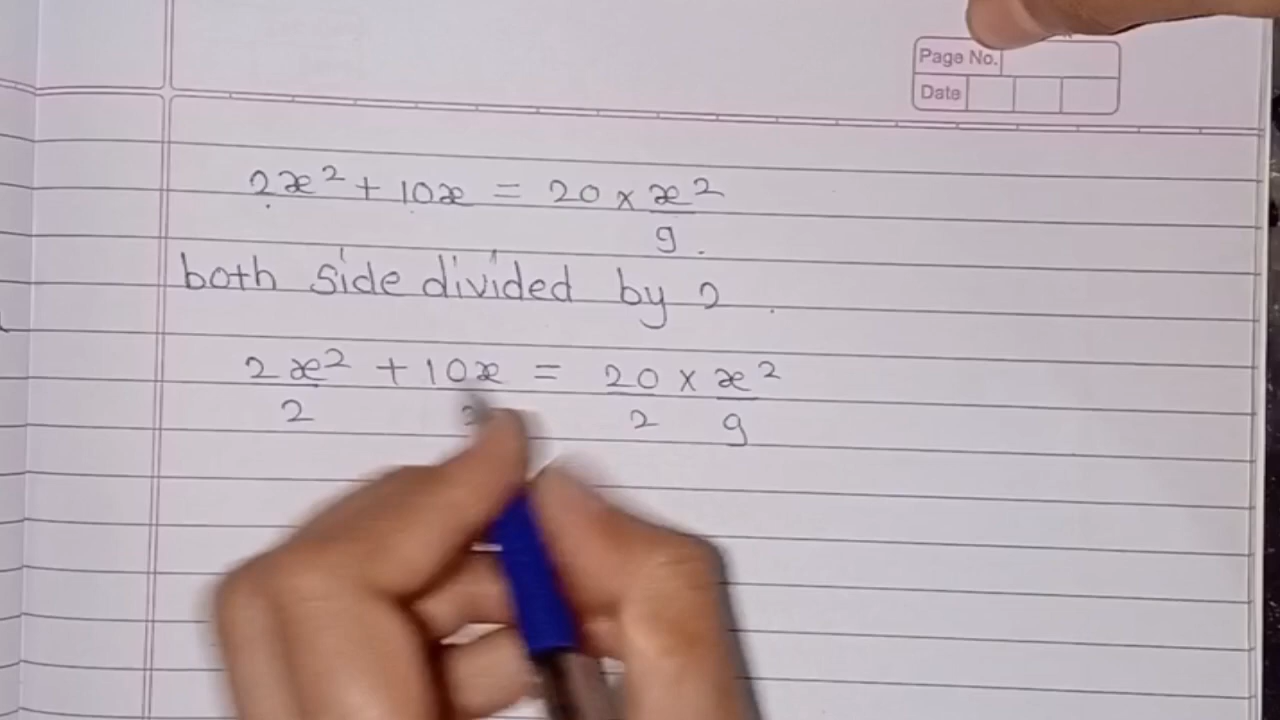 Page No.
Date
2x² + 10x = 20 × x²
9.
both side divided by 2.
2x² + 10x = 20 × x²
2 2 2 9